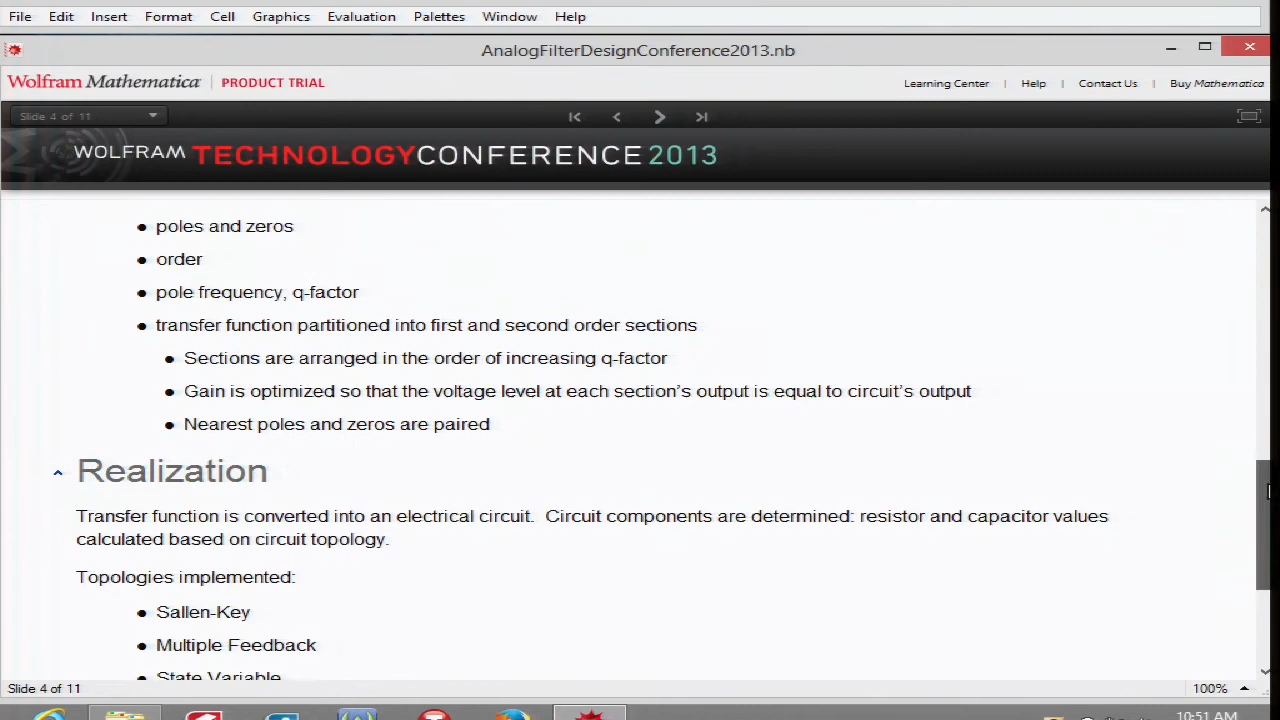 File Edit Insert Format Cell Graphics Evaluation Palettes Window Help
AnalogFilterDesignConference2013.nb
Wolfram Mathematica | PRODUCT TRIAL Learning Center | Help | Contact Us | Buy Mathematica
Slide 4 of 11
WOLFRAM TECHNOLOGYCONFERENCE 2013
• poles and zeros
• order
• pole frequency, q-factor
• transfer function partitioned into first and second order sections
• Sections are arranged in the order of increasing q-factor
• Gain is optimized so that the voltage level at each section's output is equal to circuit's output
• Nearest poles and zeros are paired
Realization
Transfer function is converted into an electrical circuit. Circuit components are determined: resistor and capacitor values
calculated based on circuit topology.
Topologies implemented:
• Sallen-Key
• Multiple Feedback
• State Variable
Slide 4 of 11 100%
10:51 AM